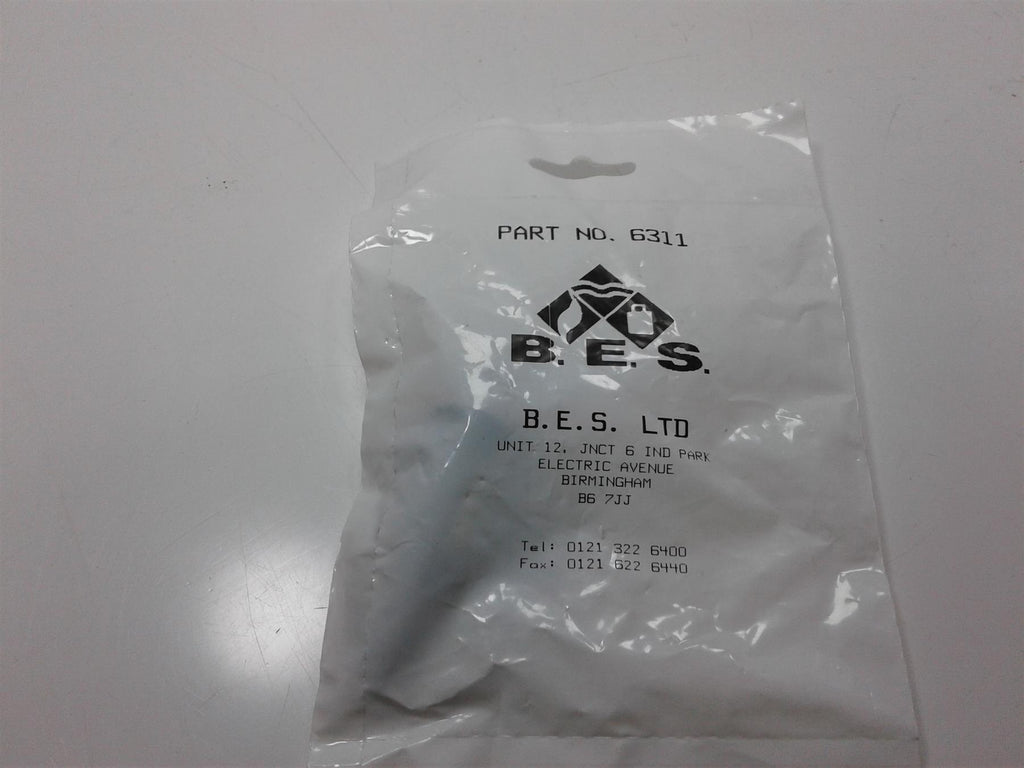 PART NO. 6311
B.E.S.
B.E.S. LTD
UNIT 12, JNCT 6 IND PARK
ELECTRIC AVENUE
BIRMINGHAM
B6 7JJ
Tel: 0121 322 6400
Fax: 0121 622 6440